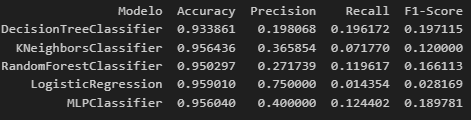 Modelo Accuracy Precision Recall F1-Score
DecisionTreeClassifier 0.933861 0.198068 0.196172 0.197115
KNeighborsClassifier 0.956436 0.365854 0.071770 0.120000
RandomForestClassifier 0.950297 0.271739 0.119617 0.166113
LogisticRegression 0.959010 0.750000 0.014354 0.028169
MLPClassifier 0.956040 0.400000 0.124402 0.189781